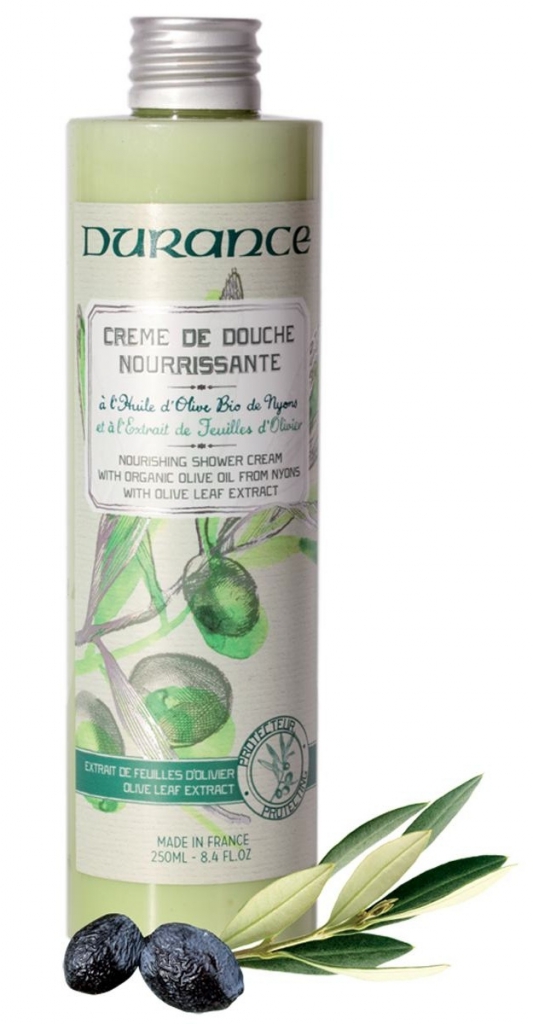 DURANCE
CREME DE DOUCHE
NOURRISSANTE
à l'Huile d'Olive Bio de Nyons
et à l'Extrait de Feuilles d'Olivier
NOURISHING SHOWER CREAM
WITH ORGANIC OLIVE OIL FROM NYONS
WITH OLIVE LEAF EXTRACT
PROTECTEUR
EXTRAIT DE FEUILLES D'OLIVIER
OLIVE LEAF EXTRACT
PROTECTING
MADE IN FRANCE
250ML - 8.4 FL.OZ